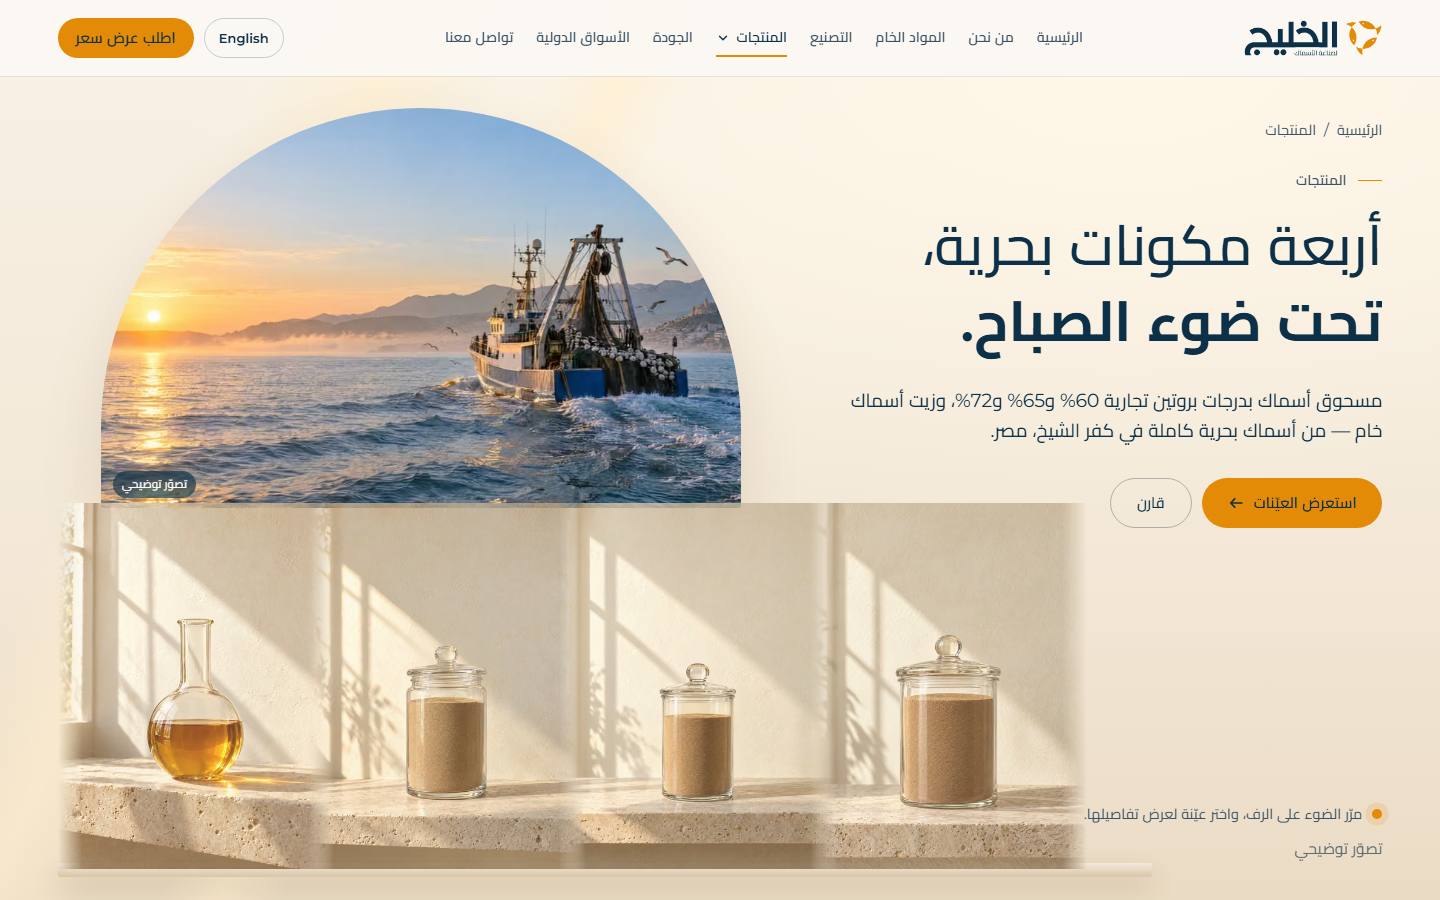 الخليج
لصناعة الأسماك
الرئيسية
من نحن
المواد الخام
التصنيع
المنتجات
الجودة
الأسواق الدولية
تواصل معنا
English
اطلب عرض سعر
الرئيسية / المنتجات
المنتجات
أربعة مكونات بحرية،
تحت ضوء الصباح.
مسحوق أسماك بدرجات بروتين تجارية 60% و65% و72%، وزيت أسماك
خام — من أسماك بحرية كاملة في كفر الشيخ، مصر.
استعرض العيّنات ←
قارن
تصوّر توضيحي
مرّر الضوء على الرف، واختر عيّنة لعرض تفاصيلها.
تصوّر توضيحي